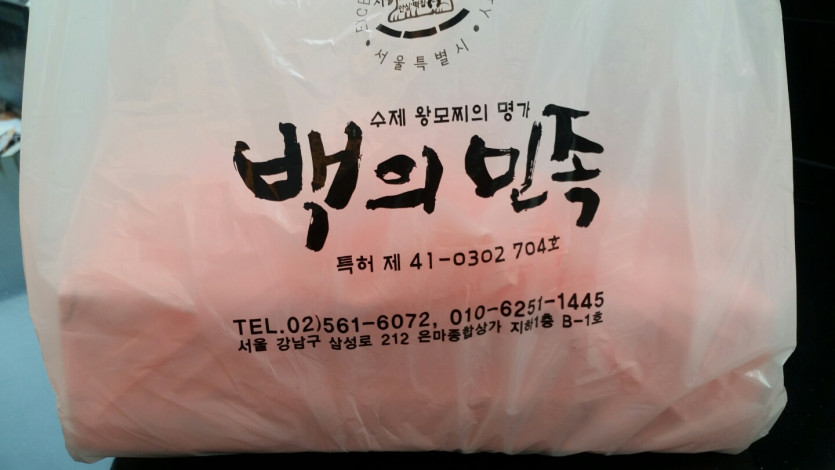 서울특별시
수제 왕모찌의 명가
백의민족
특허 제 41-0302 704호
TEL.02)561-6072, 010-6251-1445
서울 강남구 삼성로 212 은마종합상가 지하1층 B-1호